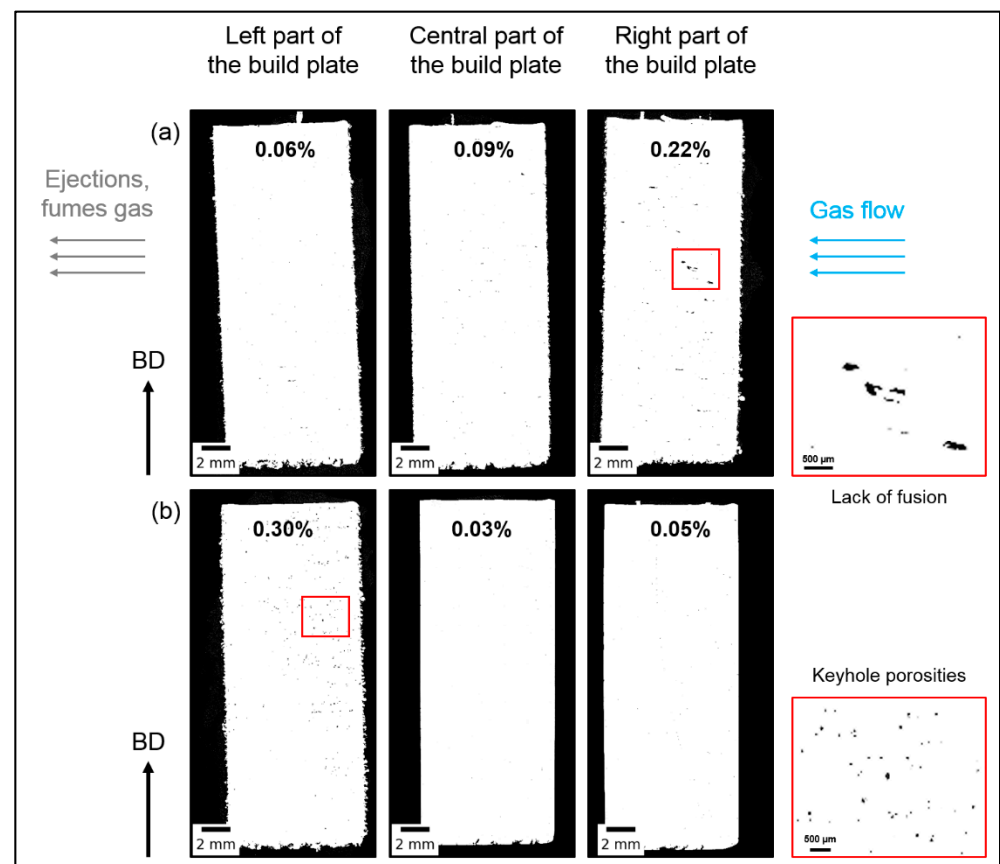 Left part of
the build plate
Central part of
the build plate
Right part of
the build plate
(a)
0.06%
0.09%
0.22%
Ejections,
fumes gas
Gas flow
BD
2 mm
2 mm
2 mm
500 µm
Lack of fusion
(b)
0.30%
0.03%
0.05%
Keyhole porosities
BD
2 mm
2 mm
2 mm
500 µm